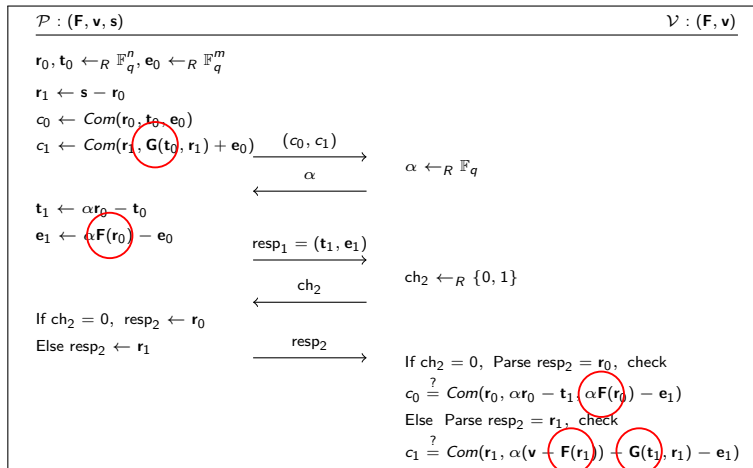 𝒫 : (F, v, s)
𝒱 : (F, v)
r₀, t₀ ←_R 𝔽_q^n, e₀ ←_R 𝔽_q^m
r₁ ← s − r₀
c₀ ← Com(r₀, t₀, e₀)
c₁ ← Com(r₁, G(t₀, r₁) + e₀)
(c₀, c₁)
α ←_R 𝔽_q
α
t₁ ← αr₀ − t₀
e₁ ← αF(r₀) − e₀
resp₁ = (t₁, e₁)
ch₂ ←_R {0, 1}
ch₂
If ch₂ = 0, resp₂ ← r₀
Else resp₂ ← r₁
resp₂
If ch₂ = 0, Parse resp₂ = r₀, check
c₀ ≟ Com(r₀, αr₀ − t₁, αF(r₀) − e₁)
Else Parse resp₂ = r₁, check
c₁ ≟ Com(r₁, α(v − F(r₁)) − G(t₁, r₁) − e₁)